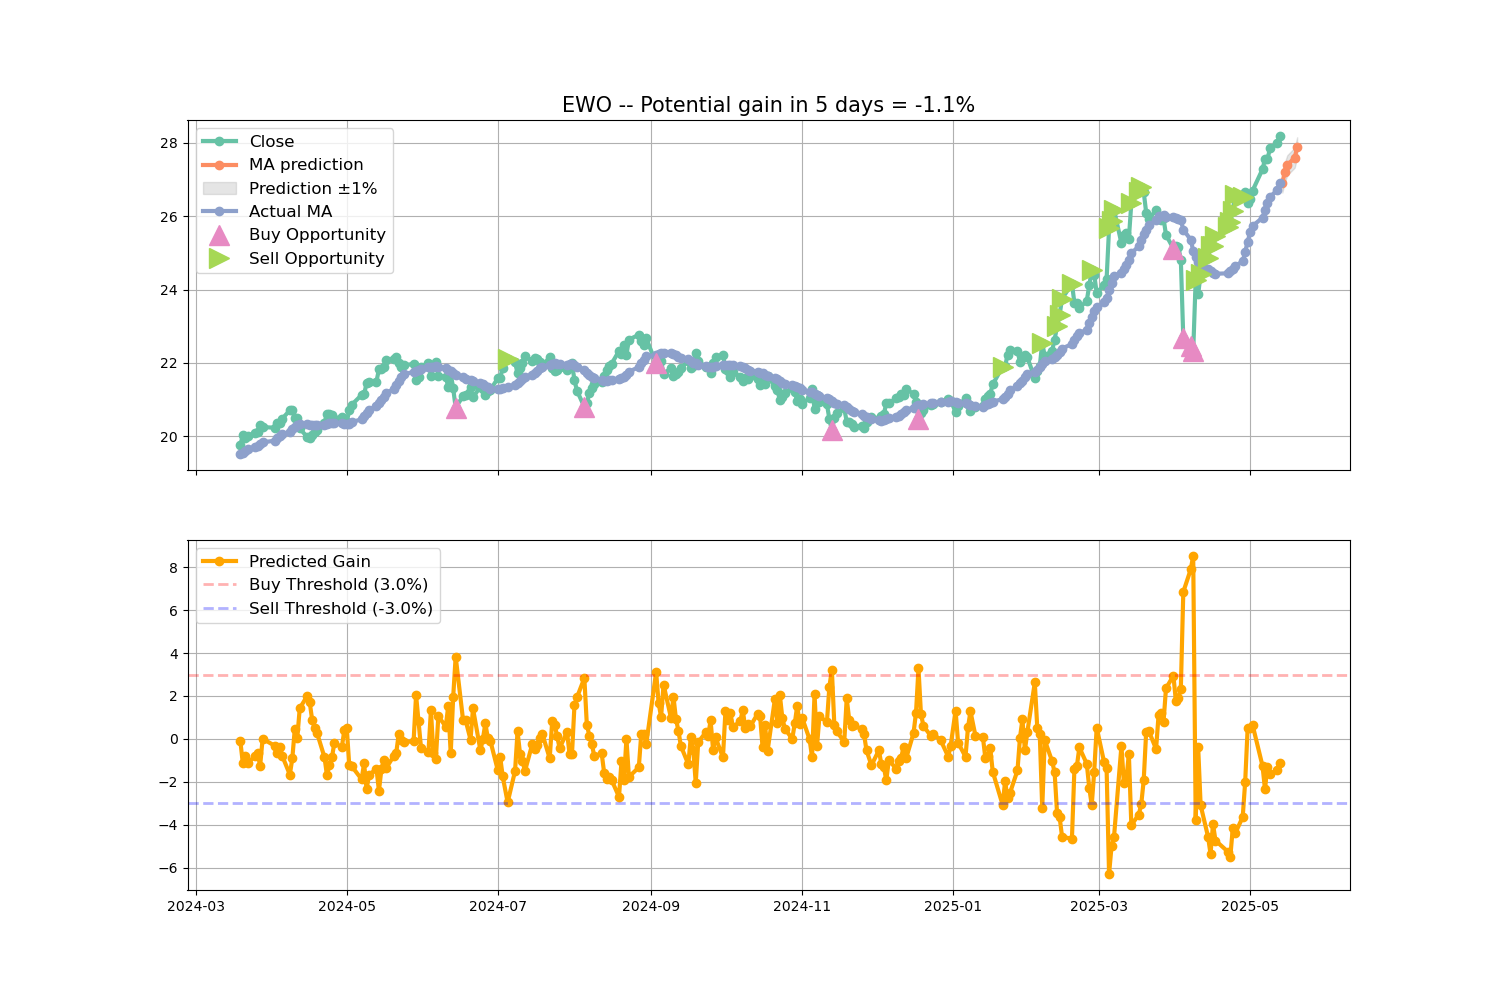 EWO -- Potential gain in 5 days = -1.1%
28
26
24
22
20
Close
MA prediction
Prediction ±1%
Actual MA
Buy Opportunity
Sell Opportunity
8
6
4
2
0
−2
−4
−6
Predicted Gain
Buy Threshold (3.0%)
Sell Threshold (-3.0%)
2024-03 2024-05 2024-07 2024-09 2024-11 2025-01 2025-03 2025-05